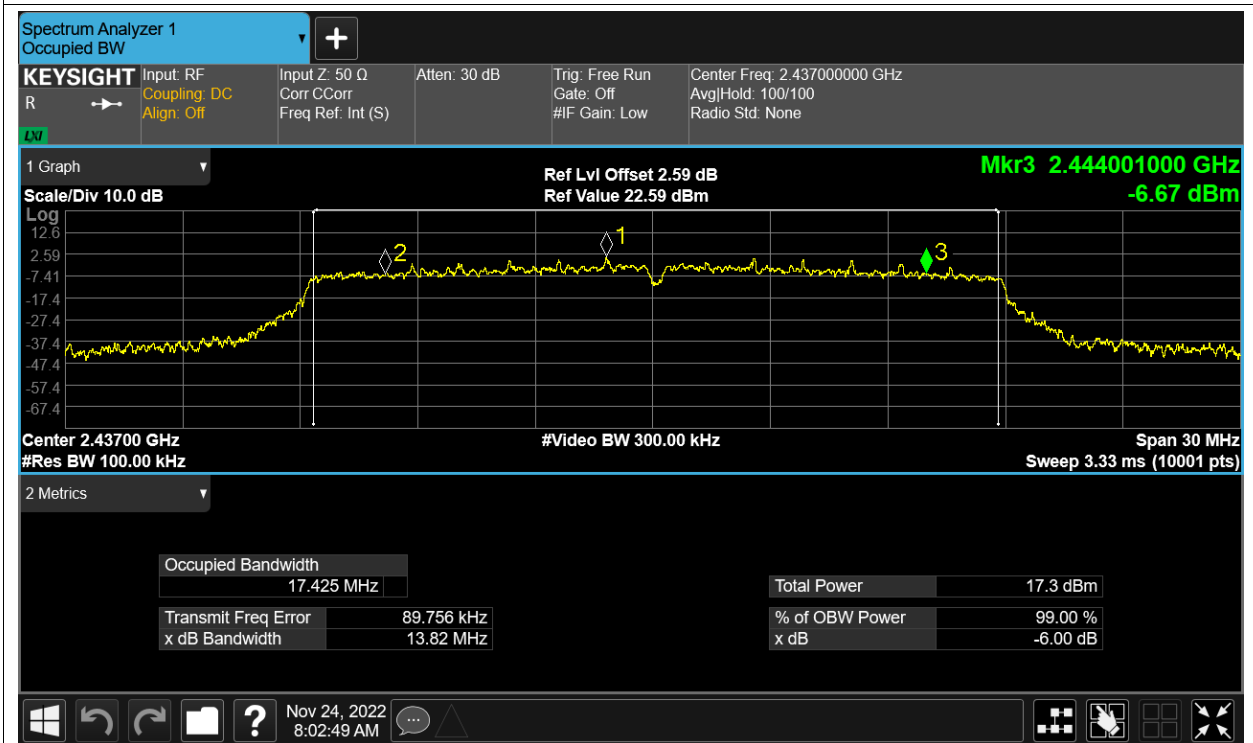 Spectrum Analyzer 1
Occupied BW
KEYSIGHT Input: RF Input Z: 50 Ω Atten: 30 dB Trig: Free Run Center Freq: 2.437000000 GHz
R Coupling: DC Corr CCorr Gate: Off Avg|Hold: 100/100
Align: Off Freq Ref: Int (S) #IF Gain: Low Radio Std: None
LXI
1 Graph Ref Lvl Offset 2.59 dB Mkr3 2.444001000 GHz
Scale/Div 10.0 dB Ref Value 22.59 dBm -6.67 dBm
Log
12.6
2.59
-7.41
-17.4
-27.4
-37.4
-47.4
-57.4
-67.4
2 1 3
Center 2.43700 GHz #Video BW 300.00 kHz Span 30 MHz
#Res BW 100.00 kHz Sweep 3.33 ms (10001 pts)
2 Metrics
Occupied Bandwidth
17.425 MHz Total Power 17.3 dBm
Transmit Freq Error 89.756 kHz % of OBW Power 99.00 %
x dB Bandwidth 13.82 MHz x dB -6.00 dB
? Nov 24, 2022
8:02:49 AM